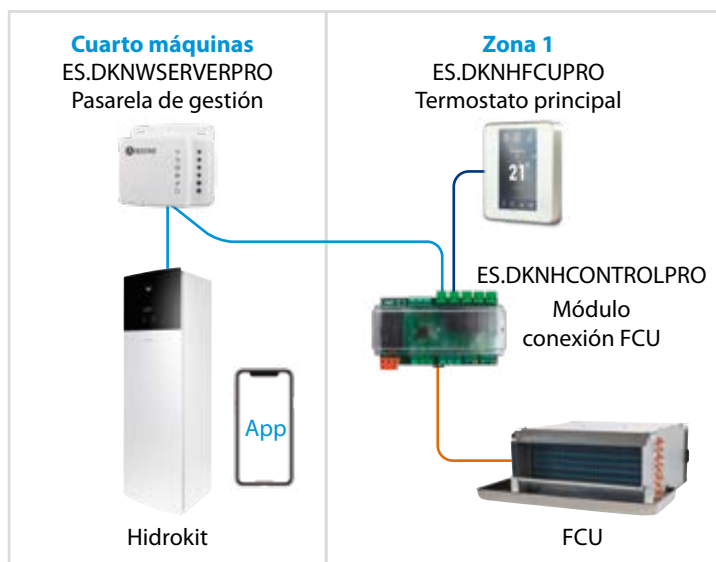 Cuarto máquinas
ES.DKNWSERVERPRO
Pasarela de gestión
App
Hidrokit
Zona 1
ES.DKNHFCUPRO
Termostato principal
21°
ES.DKNHCONTROLPRO
Módulo
conexión FCU
FCU